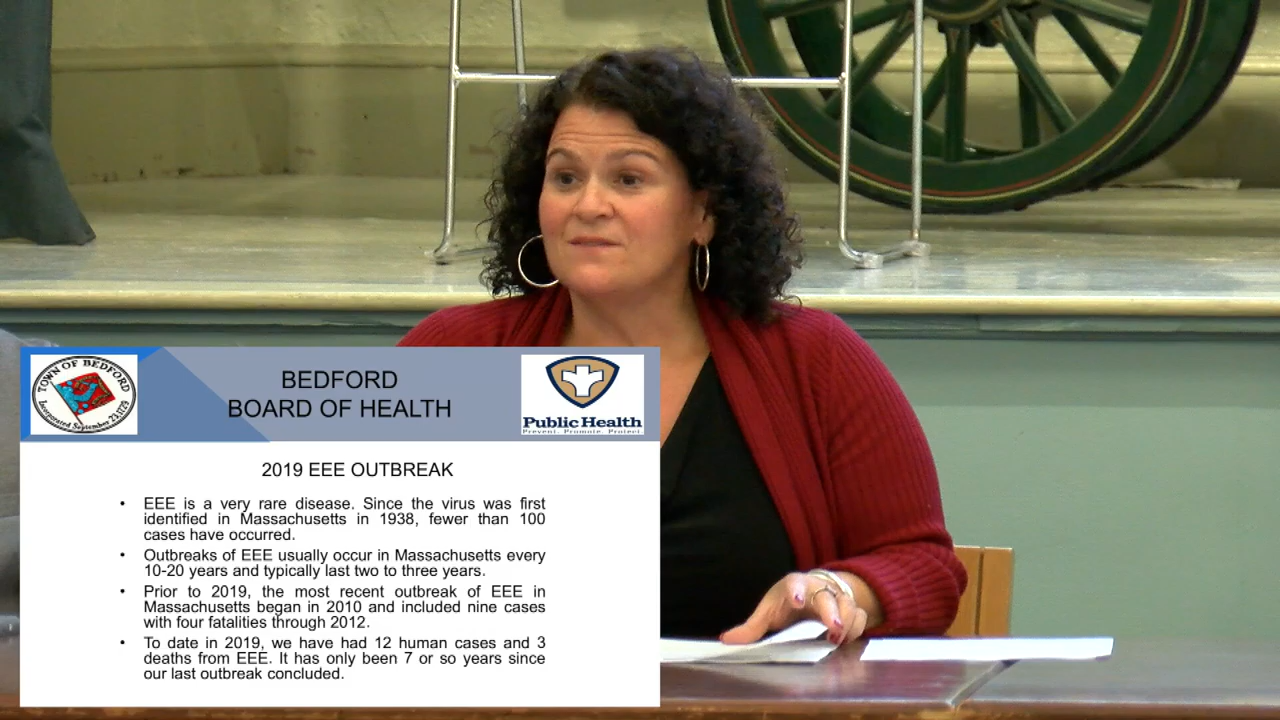 TOWN OF BEDFORD
Incorporated September 23, 1729
BEDFORD
BOARD OF HEALTH
Public Health
Prevent. Promote. Protect.
2019 EEE OUTBREAK
• EEE is a very rare disease. Since the virus was first
identified in Massachusetts in 1938, fewer than 100
cases have occurred.
• Outbreaks of EEE usually occur in Massachusetts every
10-20 years and typically last two to three years.
• Prior to 2019, the most recent outbreak of EEE in
Massachusetts began in 2010 and included nine cases
with four fatalities through 2012.
• To date in 2019, we have had 12 human cases and 3
deaths from EEE. It has only been 7 or so years since
our last outbreak concluded.